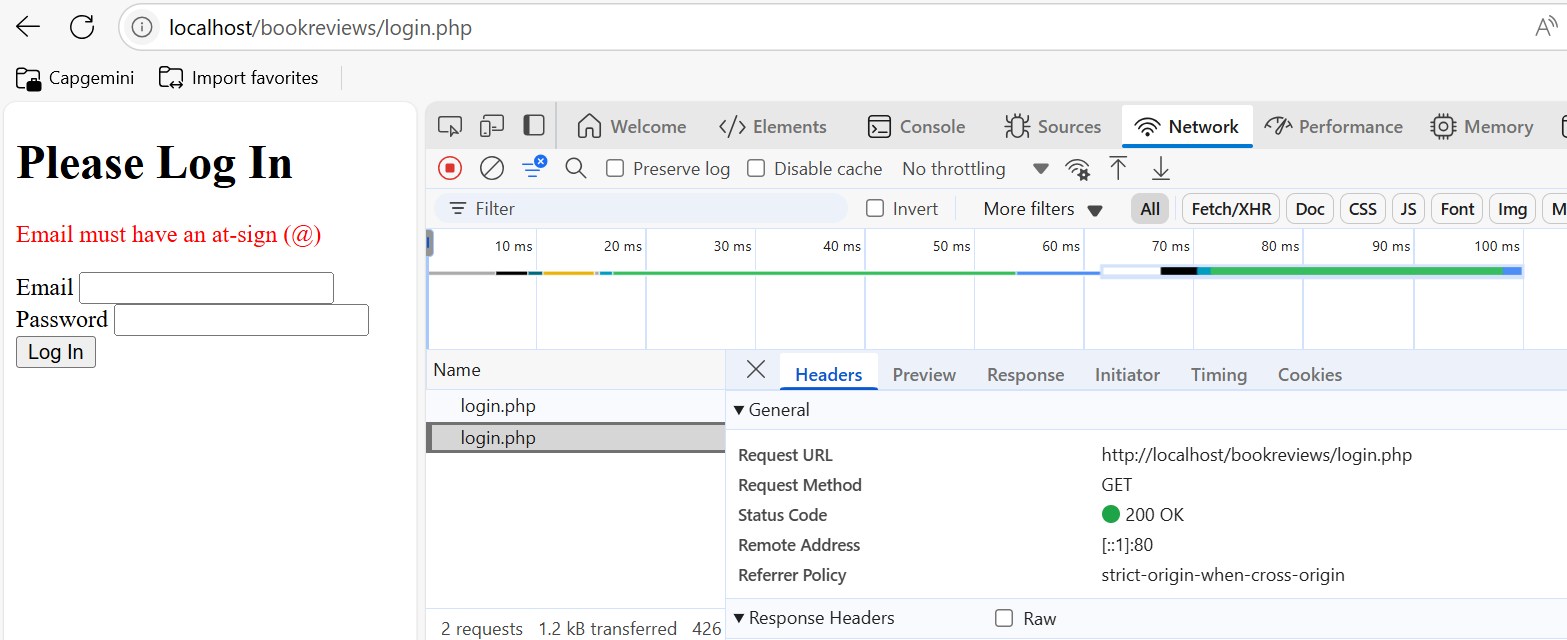 localhost/bookreviews/login.php
Capgemini Import favorites
Please Log In
Email must have an at-sign (@)
Email
Password
Log In
Welcome Elements Console Sources Network Performance Memory
Preserve log Disable cache No throttling
Filter Invert More filters All Fetch/XHR Doc CSS JS Font Img M
10 ms 20 ms 30 ms 40 ms 50 ms 60 ms 70 ms 80 ms 90 ms 100 ms
Name
login.php
login.php
2 requests 1.2 kB transferred 426
Headers Preview Response Initiator Timing Cookies
General
Request URL http://localhost/bookreviews/login.php
Request Method GET
Status Code 200 OK
Remote Address [::1]:80
Referrer Policy strict-origin-when-cross-origin
Response Headers Raw